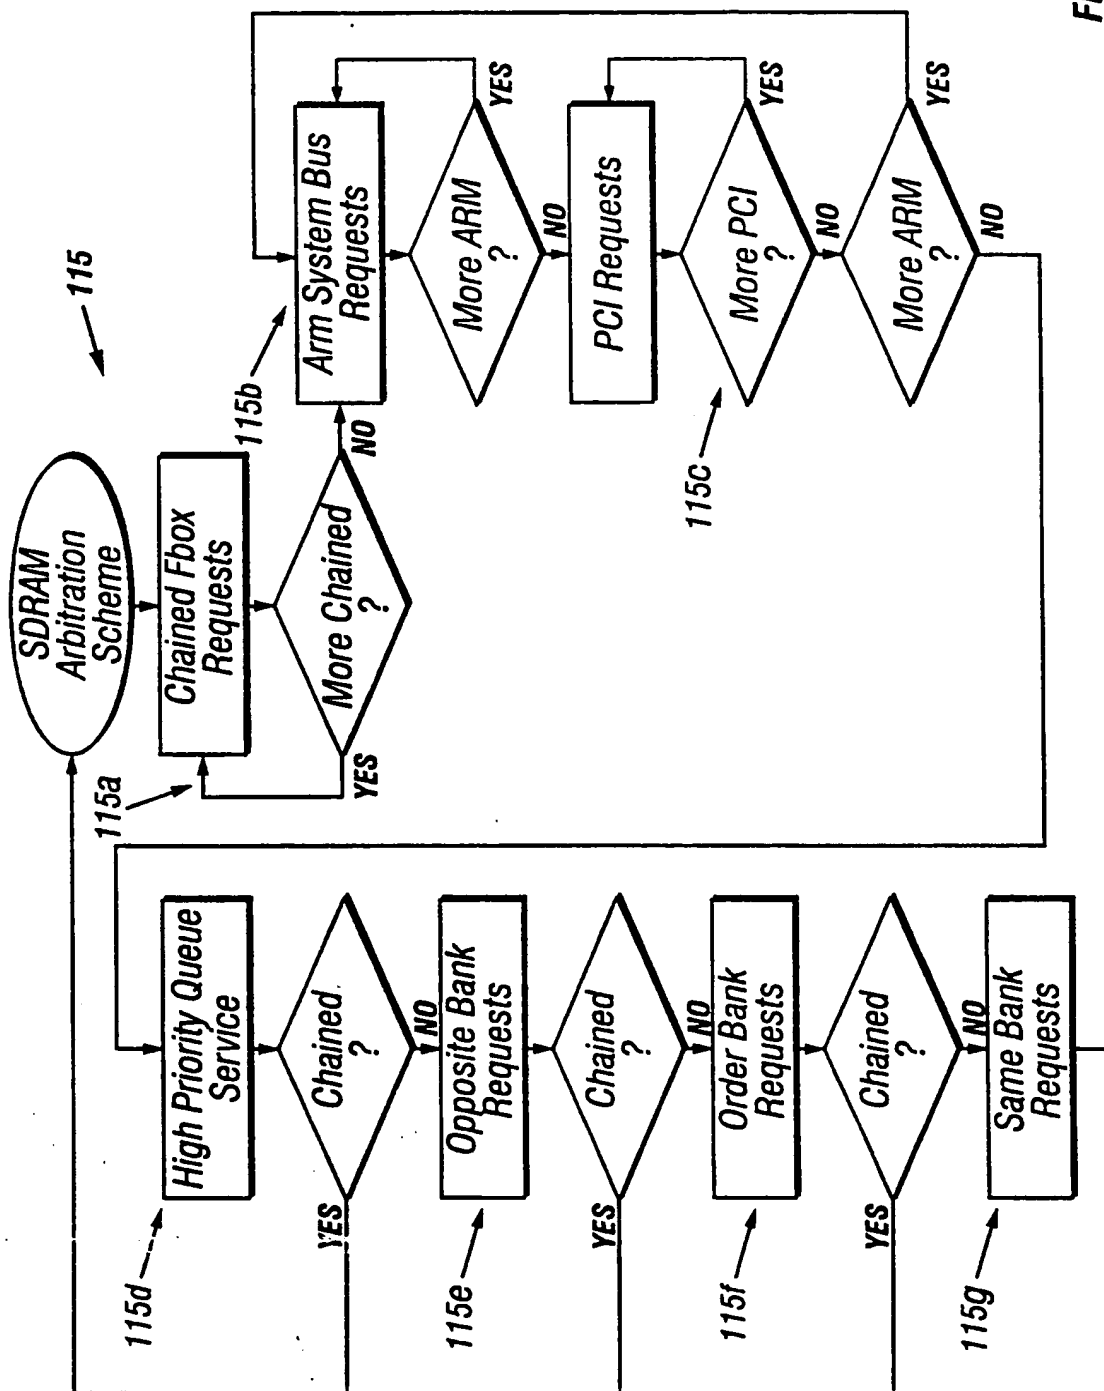 115
SDRAM
Arbitration
Scheme
115a
Chained Fbox
Requests
More Chained
?
YES
NO
115b
Arm System Bus
Requests
More ARM
?
YES
NO
PCI Requests
115c
More PCI
?
YES
NO
More ARM
?
YES
NO
115d
High Priority Queue
Service
Chained
?
YES
NO
115e
Opposite Bank
Requests
Chained
?
YES
NO
115f
Order Bank
Requests
Chained
?
YES
NO
115g
Same Bank
Requests